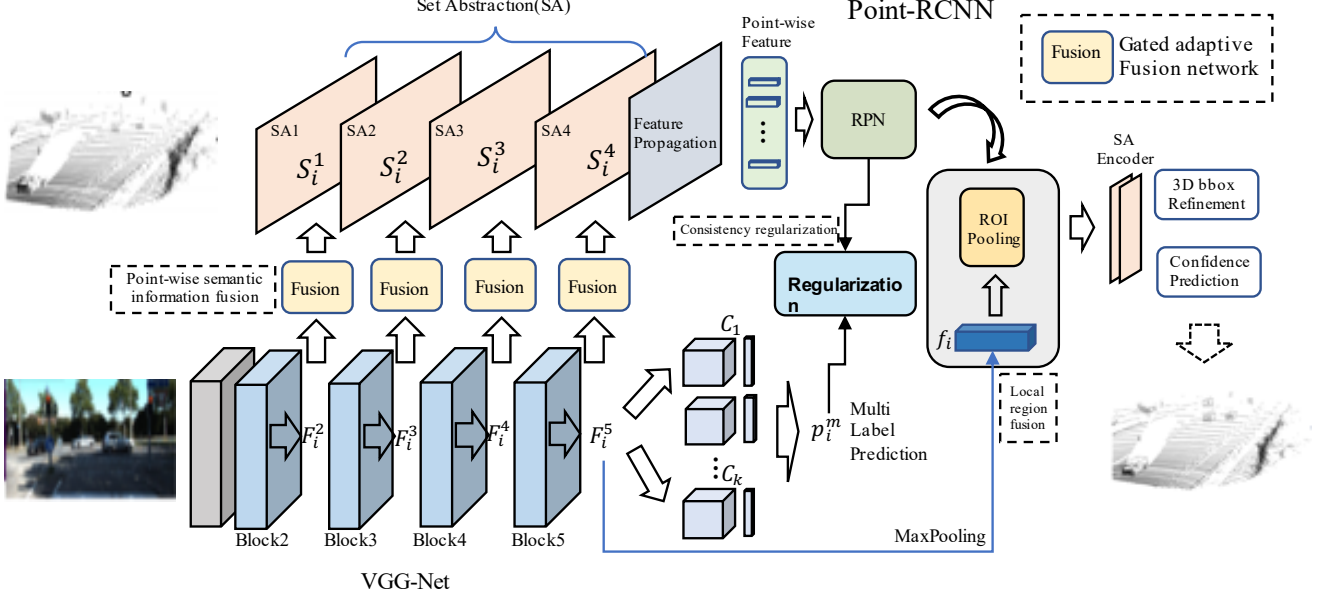 Set Abstraction(SA)
Point-RCNN
Point-wise
Feature
Fusion
Gated adaptive
Fusion network
SA1
SA2
SA3
SA4
Feature
Propagation
S_i^1
S_i^2
S_i^3
S_i^4
RPN
SA
Encoder
3D bbox
Refinement
ROI
Pooling
Consistency regularization
Confidence
Prediction
Point-wise semantic
information fusion
Fusion
Fusion
Fusion
Fusion
Regularizatio
n
f_i
C_1
Local
region
fusion
F_i^2
F_i^3
F_i^4
F_i^5
p_i^m
Multi
Label
Prediction
⋮C_k
Block2
Block3
Block4
Block5
MaxPooling
VGG-Net